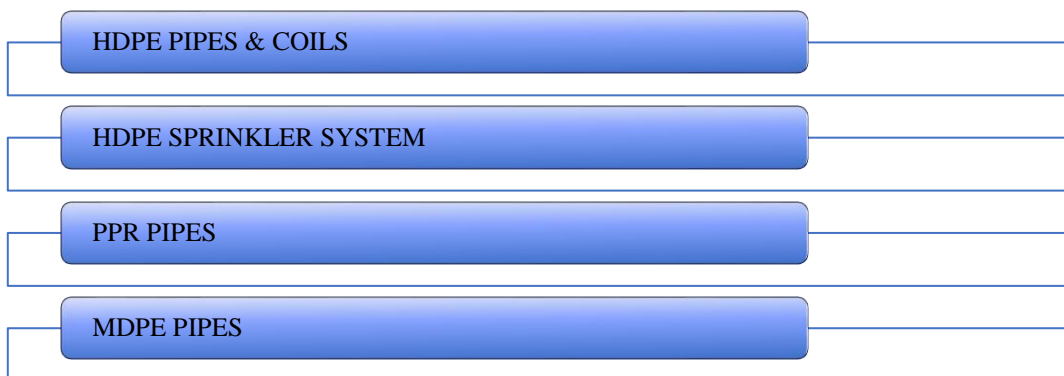 HDPE PIPES & COILS
HDPE SPRINKLER SYSTEM
PPR PIPES
MDPE PIPES